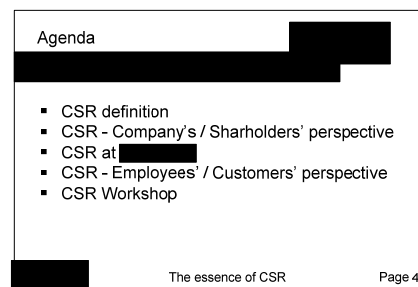 Agenda
▪ CSR definition
▪ CSR - Company's / Sharholders' perspective
▪ CSR at
▪ CSR - Employees' / Customers' perspective
▪ CSR Workshop
The essence of CSR Page 4